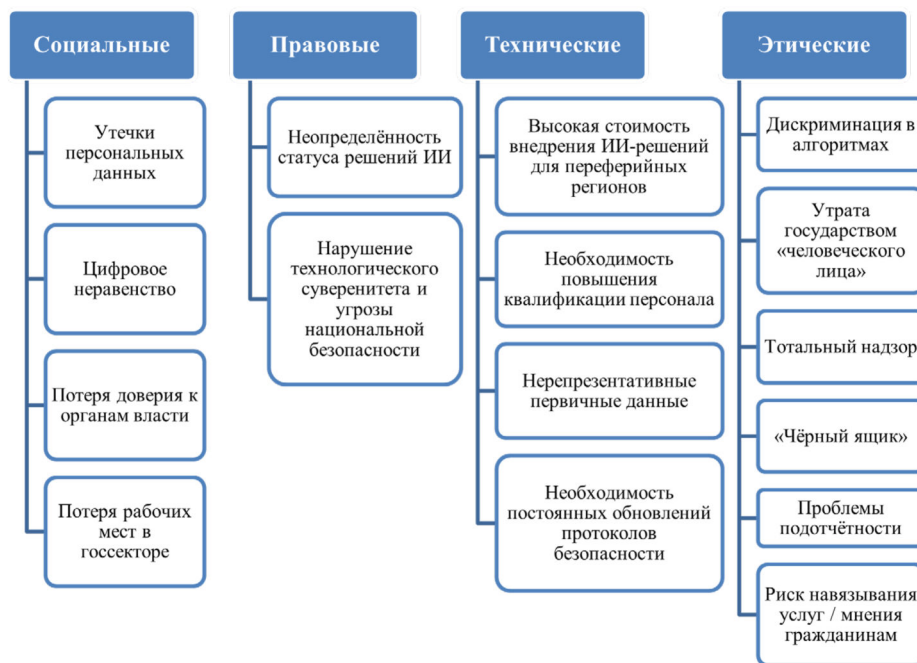 Социальные
Утечки
персональных
данных
Цифровое
неравенство
Потеря доверия к
органам власти
Потеря рабочих
мест в
госсекторе
Правовые
Неопределённость
статуса решений ИИ
Нарушение
технологического
суверенитета и
угрозы
национальной
безопасности
Технические
Высокая стоимость
внедрения ИИ-решений
для переферийных
регионов
Необходимость
повышения
квалификации персонала
Нерепрезентативные
первичные данные
Необходимость
постоянных обновлений
протоколов
безопасности
Этические
Дискриминация в
алгоритмах
Утрата
государством
«человеческого
лица»
Тотальный надзор
«Чёрный ящик»
Проблемы
подотчётности
Риск навязывания
услуг / мнения
гражданинам